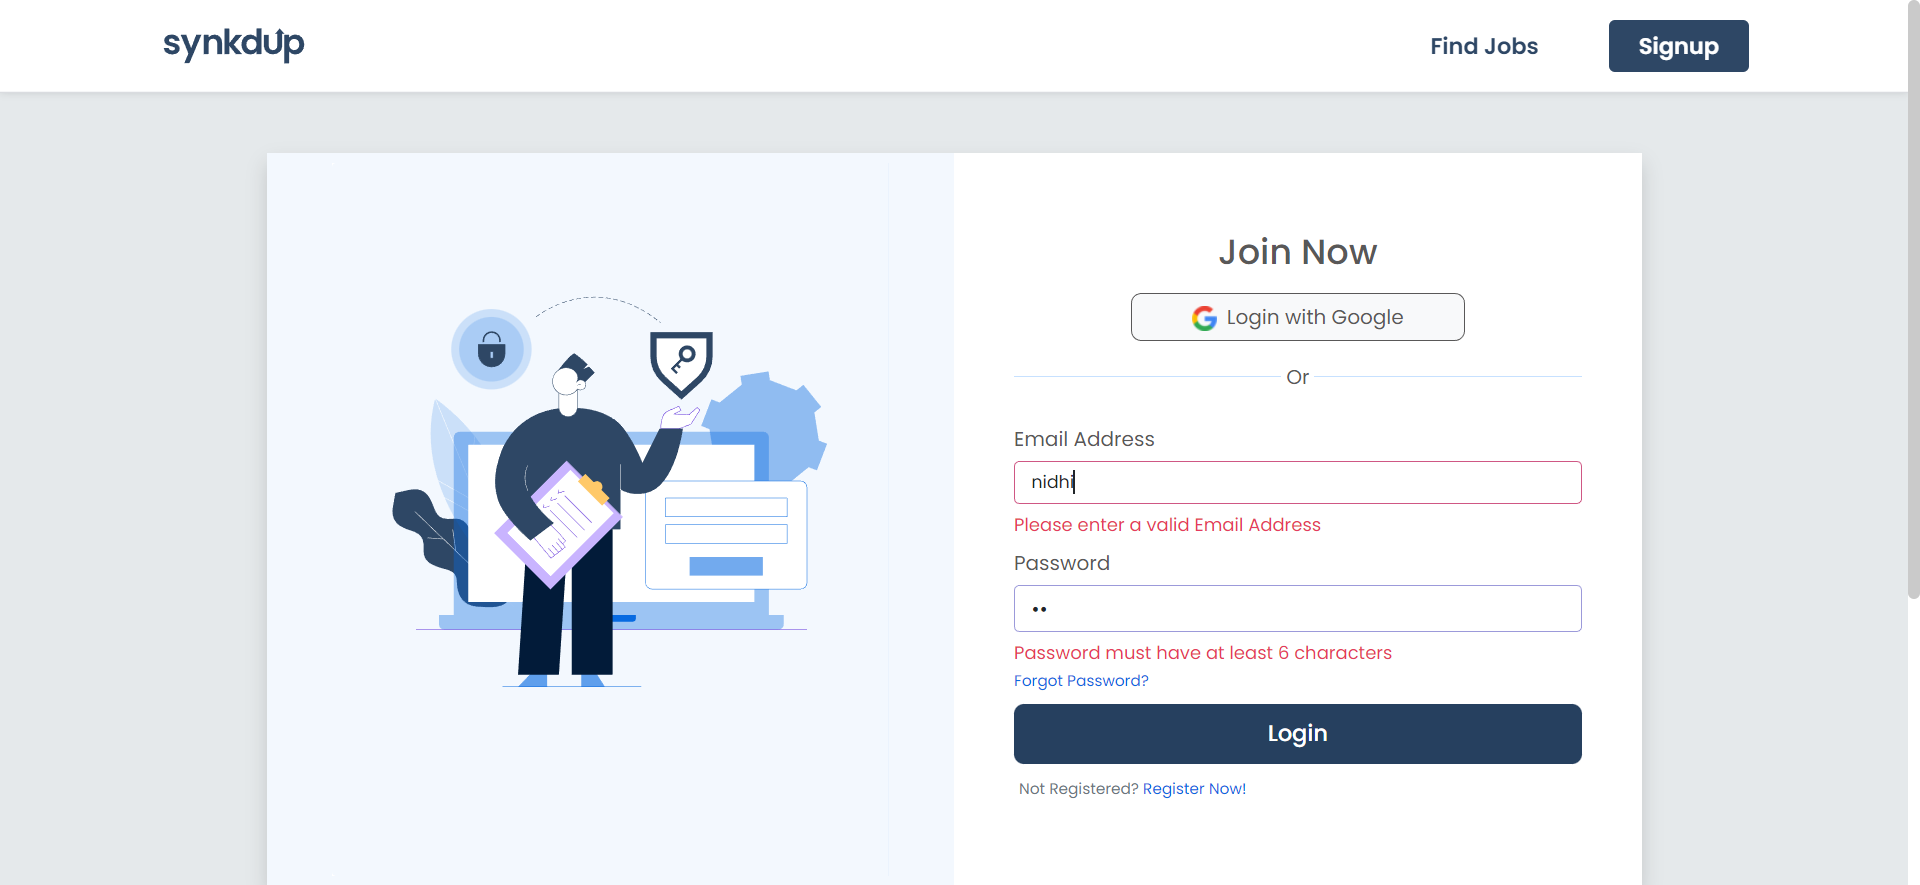 synkdup
Find Jobs
Signup
Join Now
Login with Google
Or
Email Address
nidhi
Please enter a valid Email Address
Password
••
Password must have at least 6 characters
Forgot Password?
Login
Not Registered? Register Now!